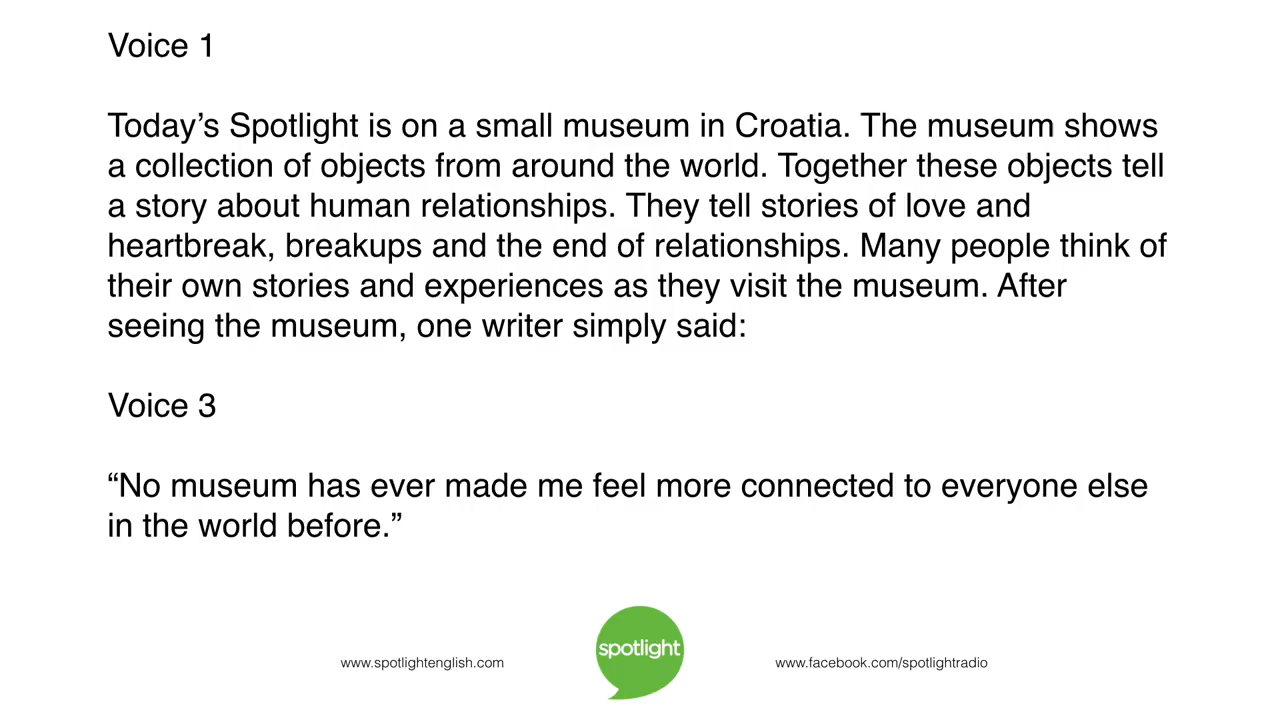 Voice 1
Today’s Spotlight is on a small museum in Croatia. The museum shows
a collection of objects from around the world. Together these objects tell
a story about human relationships. They tell stories of love and
heartbreak, breakups and the end of relationships. Many people think of
their own stories and experiences as they visit the museum. After
seeing the museum, one writer simply said:
Voice 3
“No museum has ever made me feel more connected to everyone else
in the world before.”
www.spotlightenglish.com
spotlight
www.facebook.com/spotlightradio